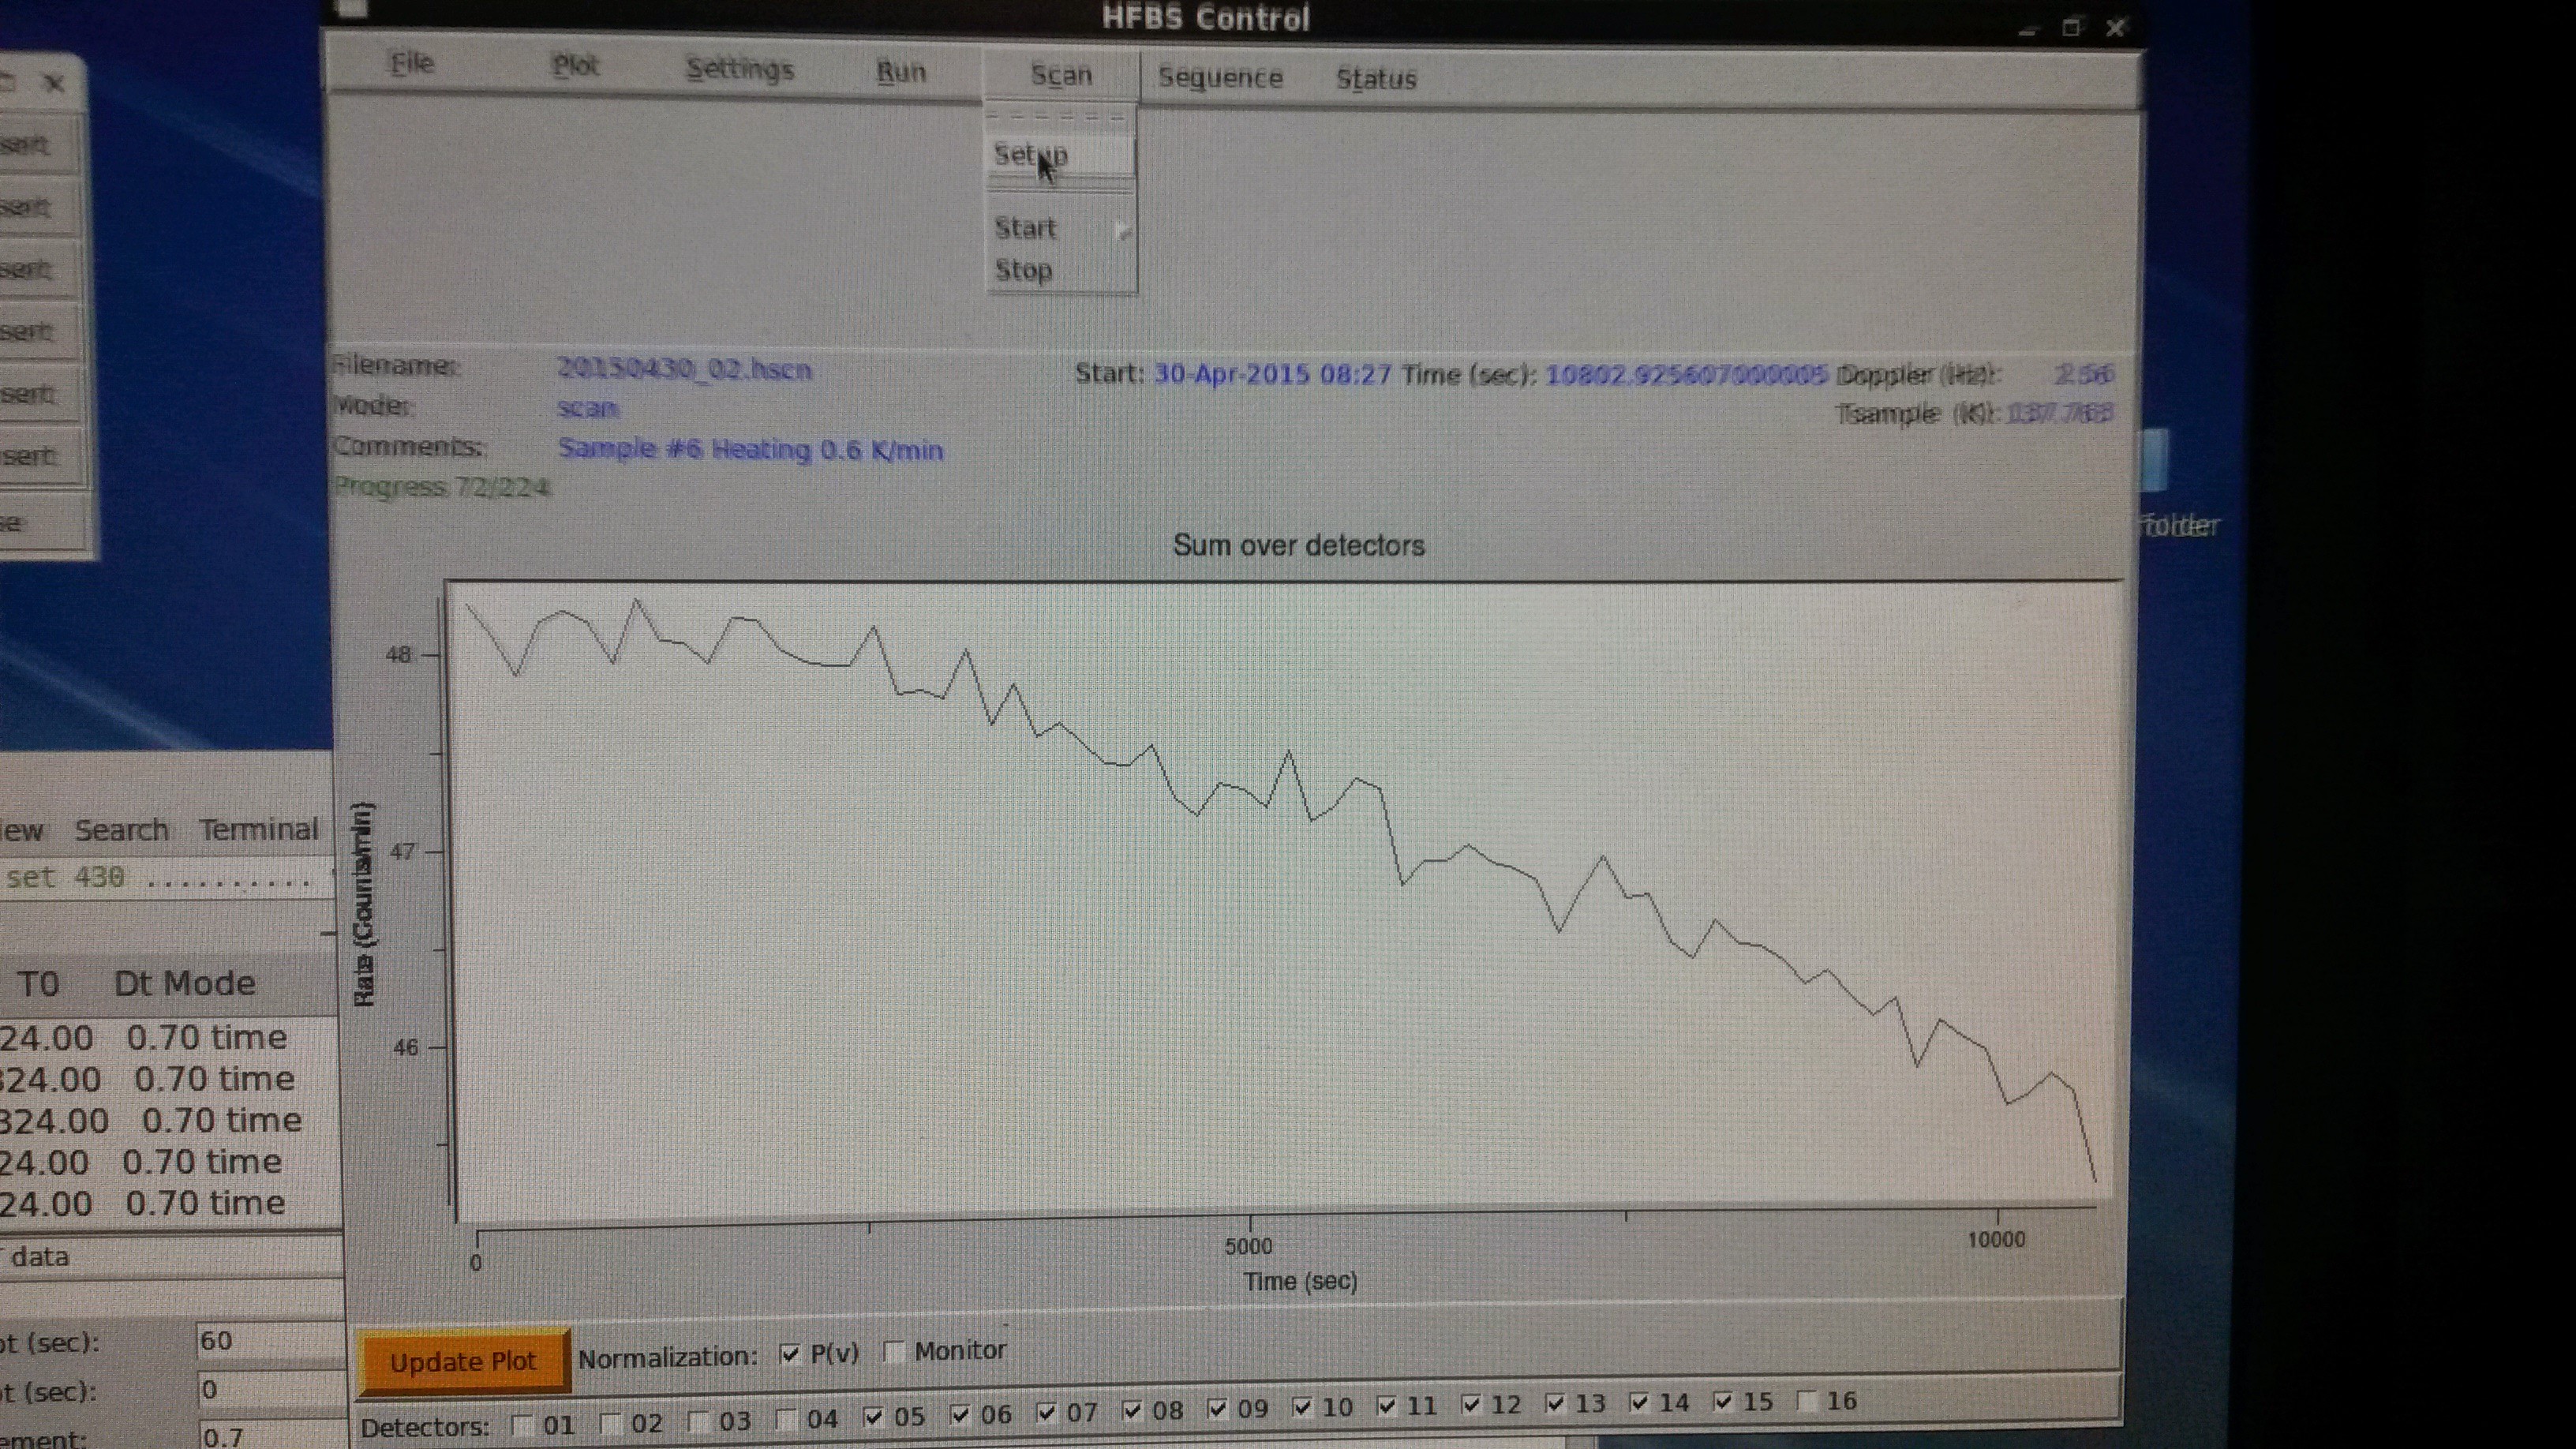 HFBS Control
File Plot Settings Run Scan Sequence Status
Setup
Start
Stop
Filename: 20150430_02.hscn Start: 30-Apr-2015 08:27 Time (sec): 10802.925607000005 Doppler (Hz): 256
Mode: scan Tsample (K): 137.763
Comments: Sample #6 Heating 0.6 K/min
Progress 72/224
Sum over detectors
48
47
46
Rate (Counts/min)
0 5000 10000
Time (sec)
Update Plot Normalization: P(v) Monitor
Detectors: 01 02 03 04 05 06 07 08 09 10 11 12 13 14 15 16
sert
sert
sert
sert
sert
sert
se
folder
ew Search Terminal
set 430 ..........
T0 Dt Mode
24.00 0.70 time
324.00 0.70 time
324.00 0.70 time
24.00 0.70 time
24.00 0.70 time
data
t (sec): 60
t (sec): 0
ement: 0.7